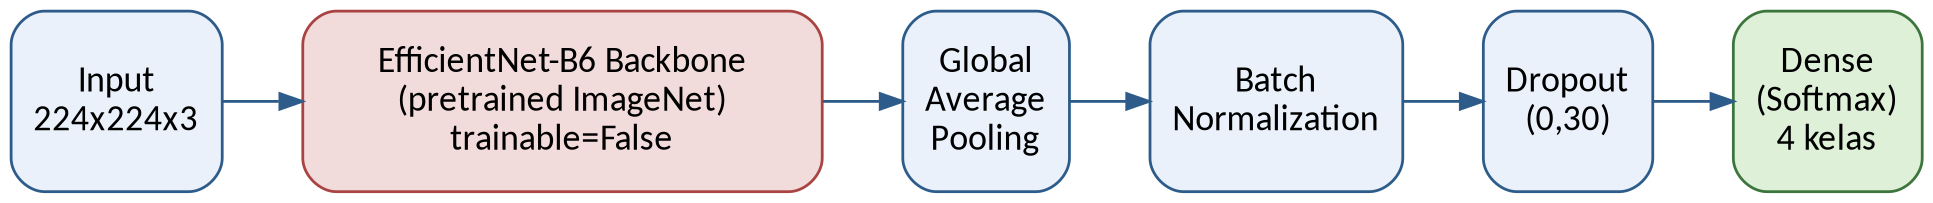 Input
224x224x3
EfficientNet-B6 Backbone
(pretrained ImageNet)
trainable=False
Global
Average
Pooling
Batch
Normalization
Dropout
(0,30)
Dense
(Softmax)
4 kelas